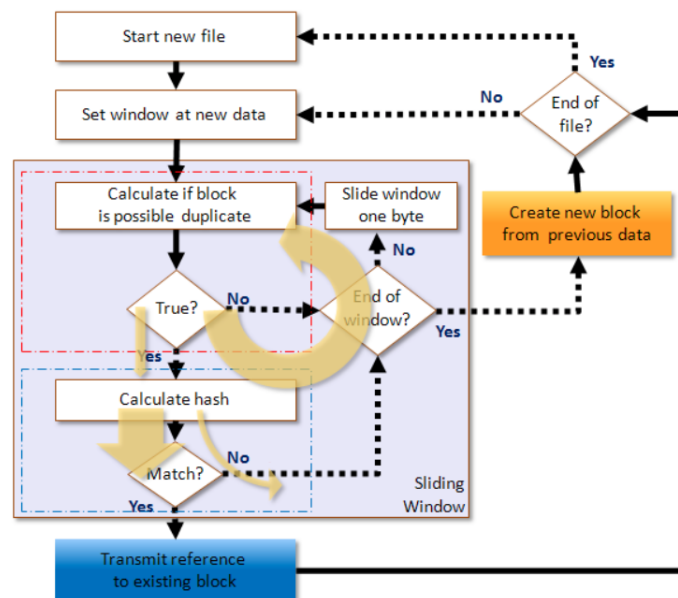 Start new file
Yes
No
End of
file?
Set window at new data
Calculate if block
is possible duplicate
Slide window
one byte
Create new block
from previous data
No
True?
No
End of
window?
Yes
Yes
Calculate hash
Match?
No
Sliding
Window
Yes
Transmit reference
to existing block